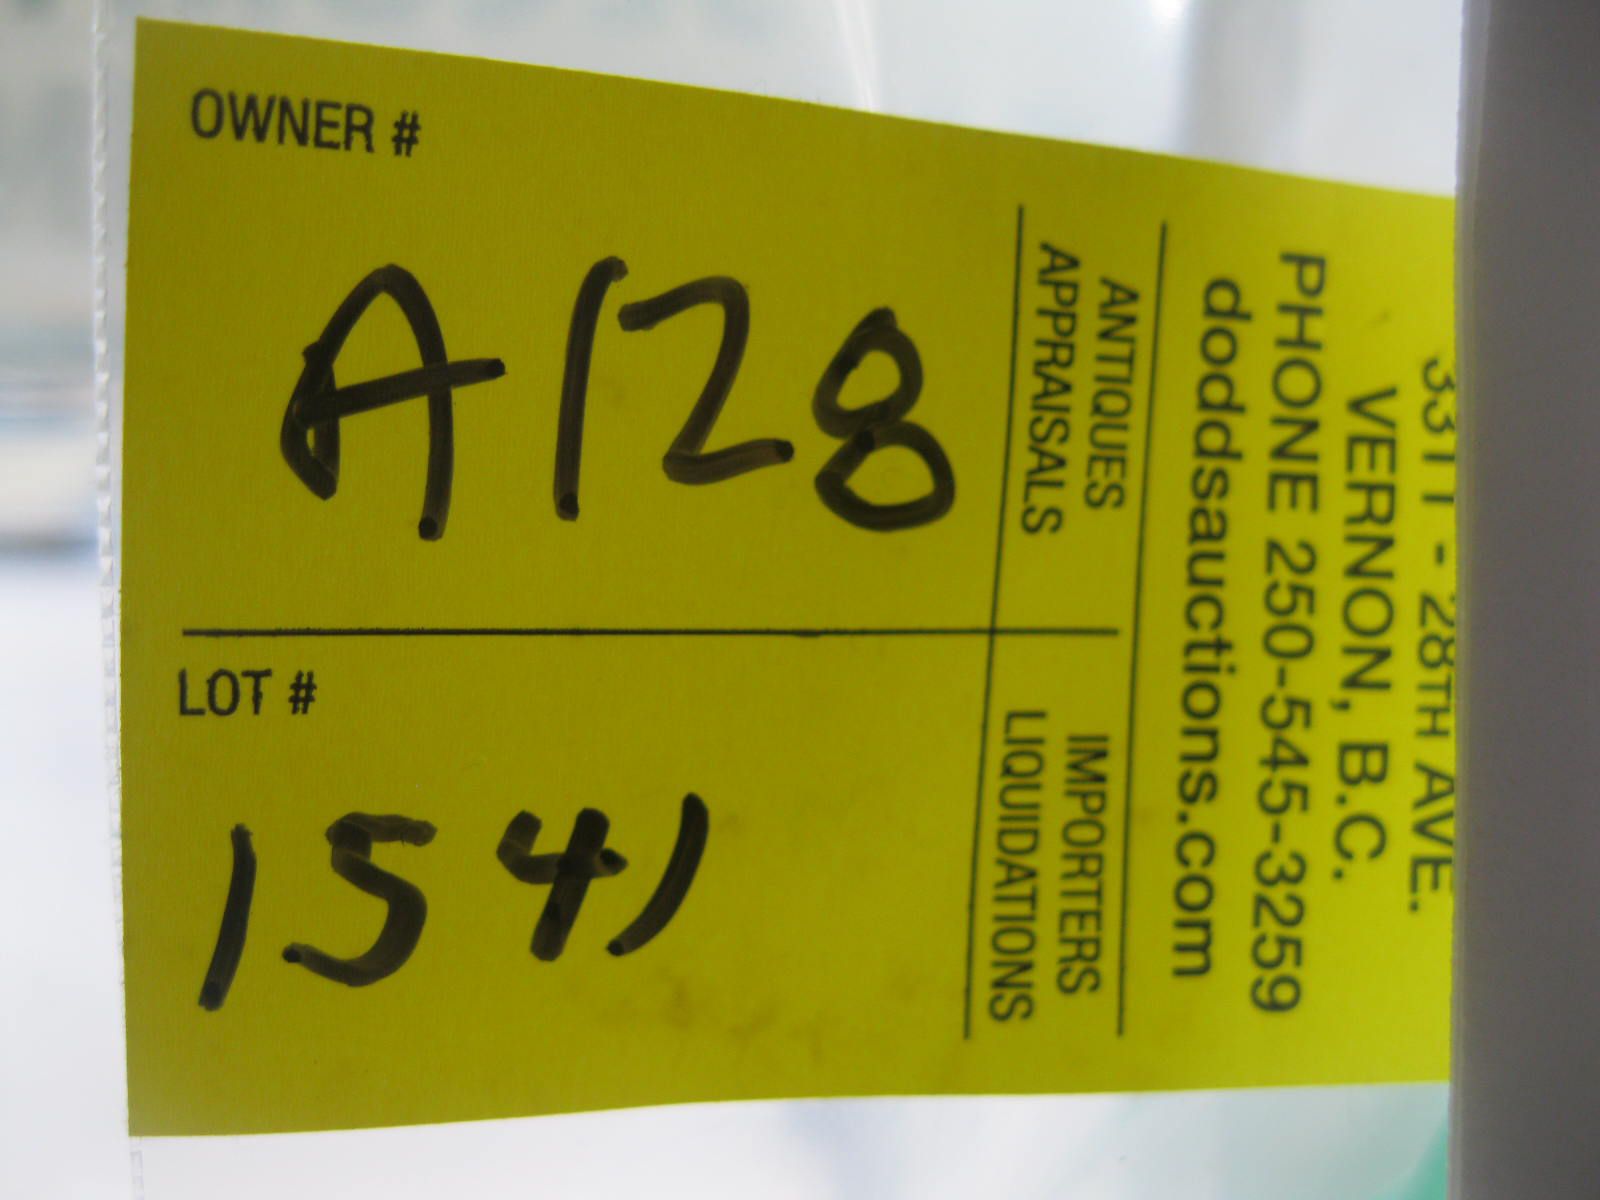 OWNER #
A128
LOT #
1541
3311 - 28TH AVE.
VERNON, B.C.
PHONE 250-545-3259
doddsauctions.com
ANTIQUES
APPRAISALS
IMPORTERS
LIQUIDATIONS